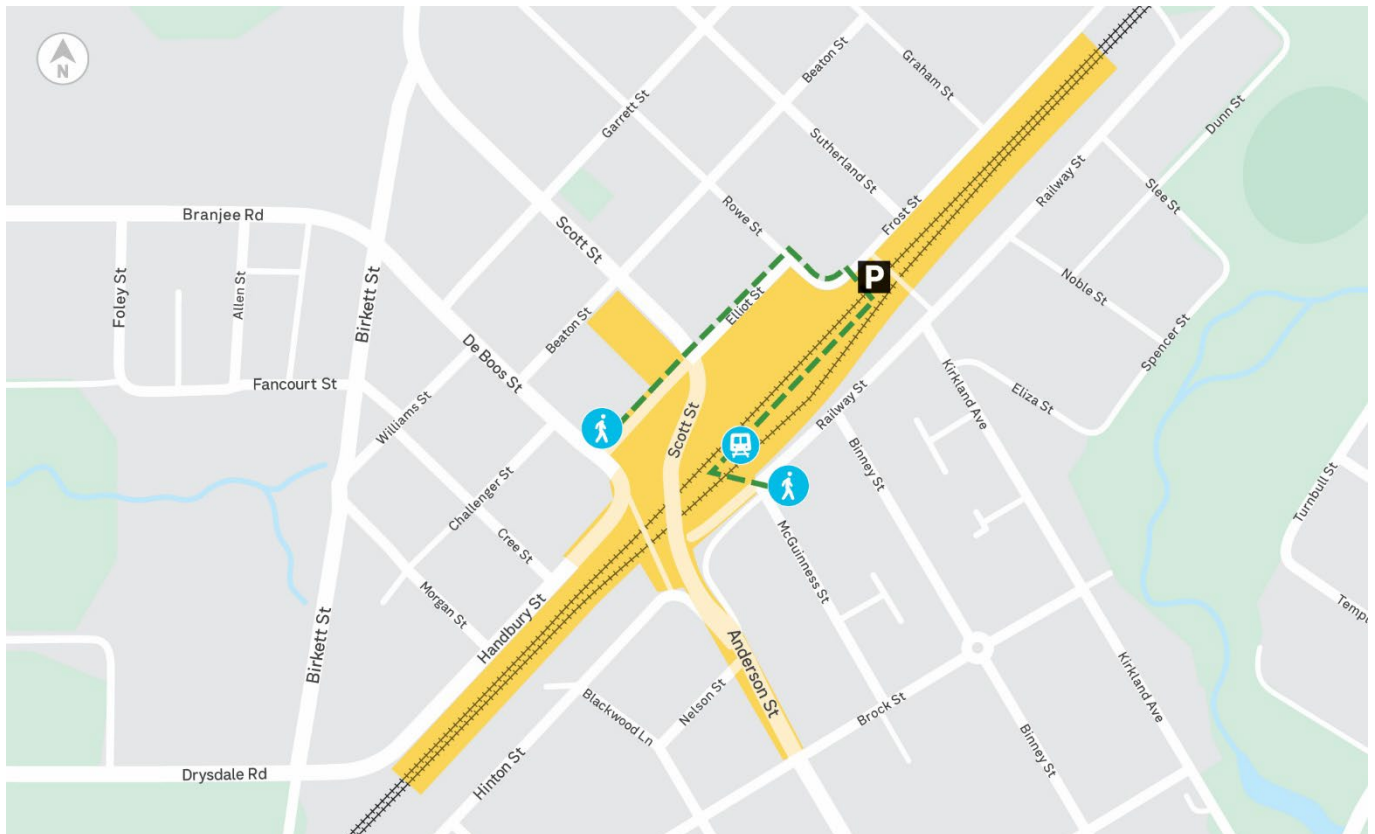 N
Beaton St
Graham St
Garrett St
Dunn St
Sutherland St
Railway St
Slee St
Rowe St
Frost St
Branjee Rd
Scott St
P
Foley St
Allen St
Birkett St
Noble St
Elliot St
Beaton St
De Boos St
Spencer St
Kirkland Ave
Fancourt St
Eliza St
Railway St
Williams St
Scott St
Binney St
Turnbull St
Challenger St
Cree St
McGuinness St
Morgan St
Handbury St
Birkett St
Anderson St
Kirkland Ave
Nelson St
Brock St
Blackwood Ln
Binney St
Drysdale Rd
Hinton St